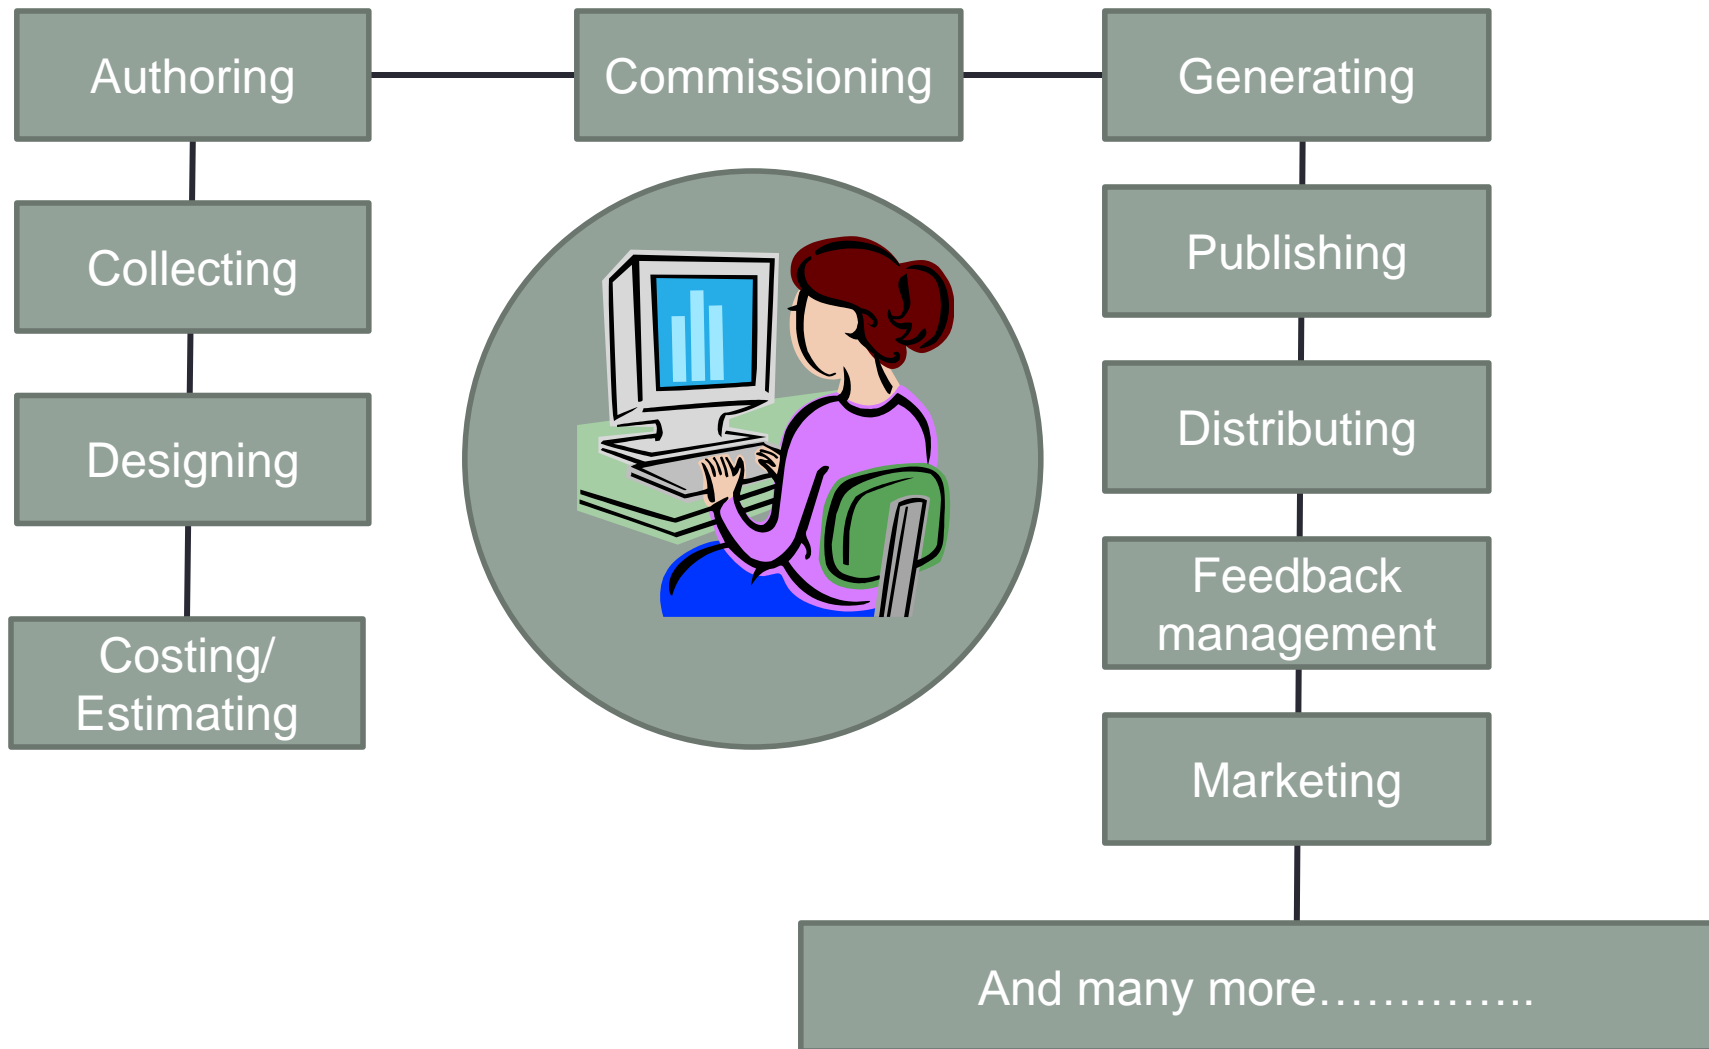 Authoring
Commissioning
Generating
Collecting
Publishing
Designing
Distributing
Costing/
Estimating
Feedback
management
Marketing
And many more…………..